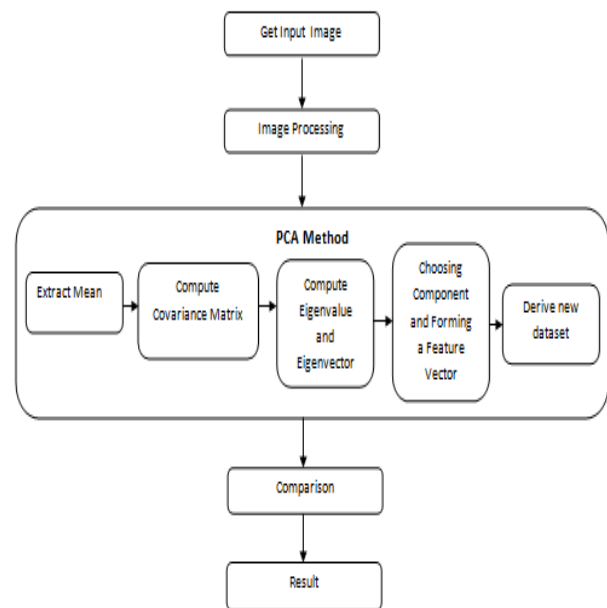 Get Input Image
Image Processing
PCA Method
Extract Mean
Compute
Covariance Matrix
Compute
Eigenvalue
and
Eigenvector
Choosing
Component
and Forming
a Feature
Vector
Derive new
dataset
Comparison
Result